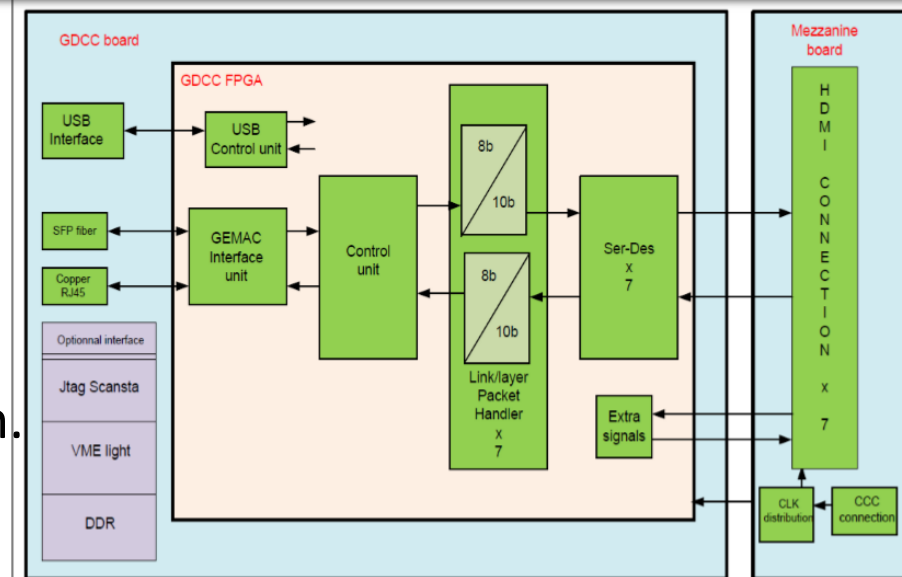 GDCC board
GDCC FPGA
USB
Interface
USB
Control unit
SFP fiber
Copper
RJ45
GEMAC
Interface
unit
Control
unit
8b
10b
8b
10b
Link/layer
Packet
Handler
x
7
Ser-Des
x
7
Extra
signals
Optionnal interface
Jtag Scansta
VME light
DDR
n.
Mezzanine
board
H
D
M
I
C
O
N
N
E
C
T
I
O
N
x
7
CLK
distribution
CCC
connection